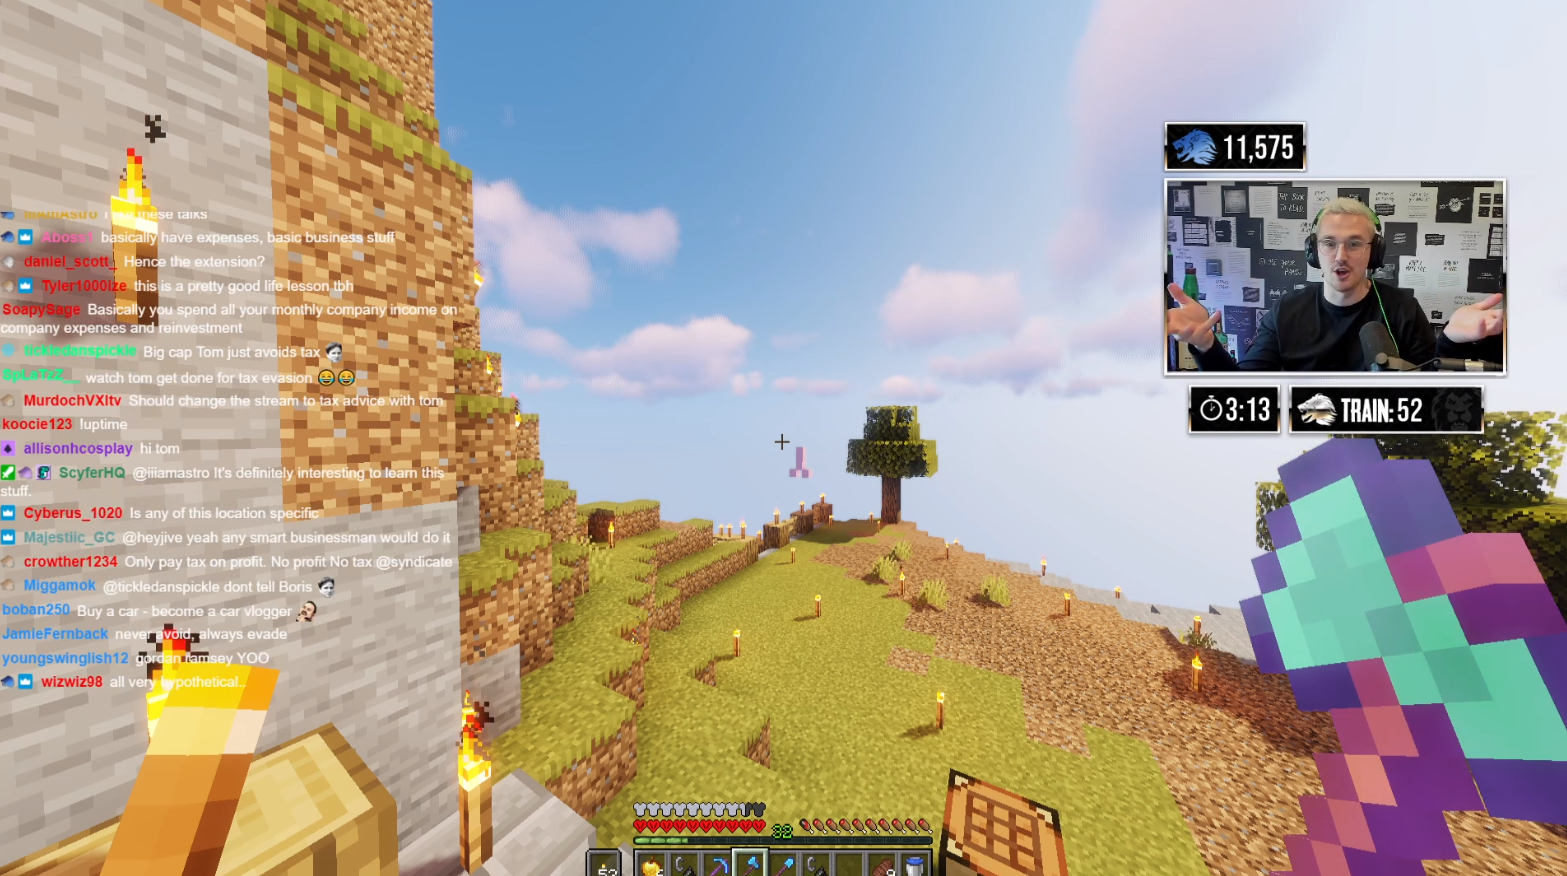 11,575
these talks
Aboss1 basically have expenses, basic business stuff
daniel_scott_ Hence the extension?
Tyler1000ize this is a pretty good life lesson tbh
SoapySage Basically you spend all your monthly company income on
company expenses and reinvestment
tickledanspickle Big cap Tom just avoids tax
SpLaTzZ__ watch tom get done for tax evasion
MurdochVXItv Should change the stream to tax advice with tom
koocie123 !uptime
allisonhcosplay hi tom
ScyferHQ @iiiamastro It's definitely interesting to learn this
stuff.
Cyberus_1020 Is any of this location specific
Majestiic_GC @heyjive yeah any smart businessman would do it
crowther1234 Only pay tax on profit. No profit No tax @syndicate
Miggamok @tickledanspickle dont tell Boris
boban250 Buy a car - become a car vlogger
JamieFernback never avoid, always evade
youngswinglish12 gordan ramsey YOO
wizwiz98 all very hypothetical..
3:13
TRAIN: 52